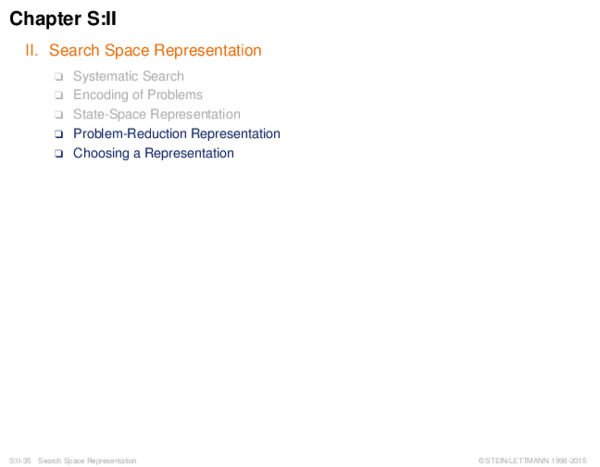 Chapter S:II
II. Search Space Representation
❑ Systematic Search
❑ Encoding of Problems
❑ State-Space Representation
❑ Problem-Reduction Representation
❑ Choosing a Representation
S:II-35 Search Space Representation
©STEIN/LETTMANN 1998-2015